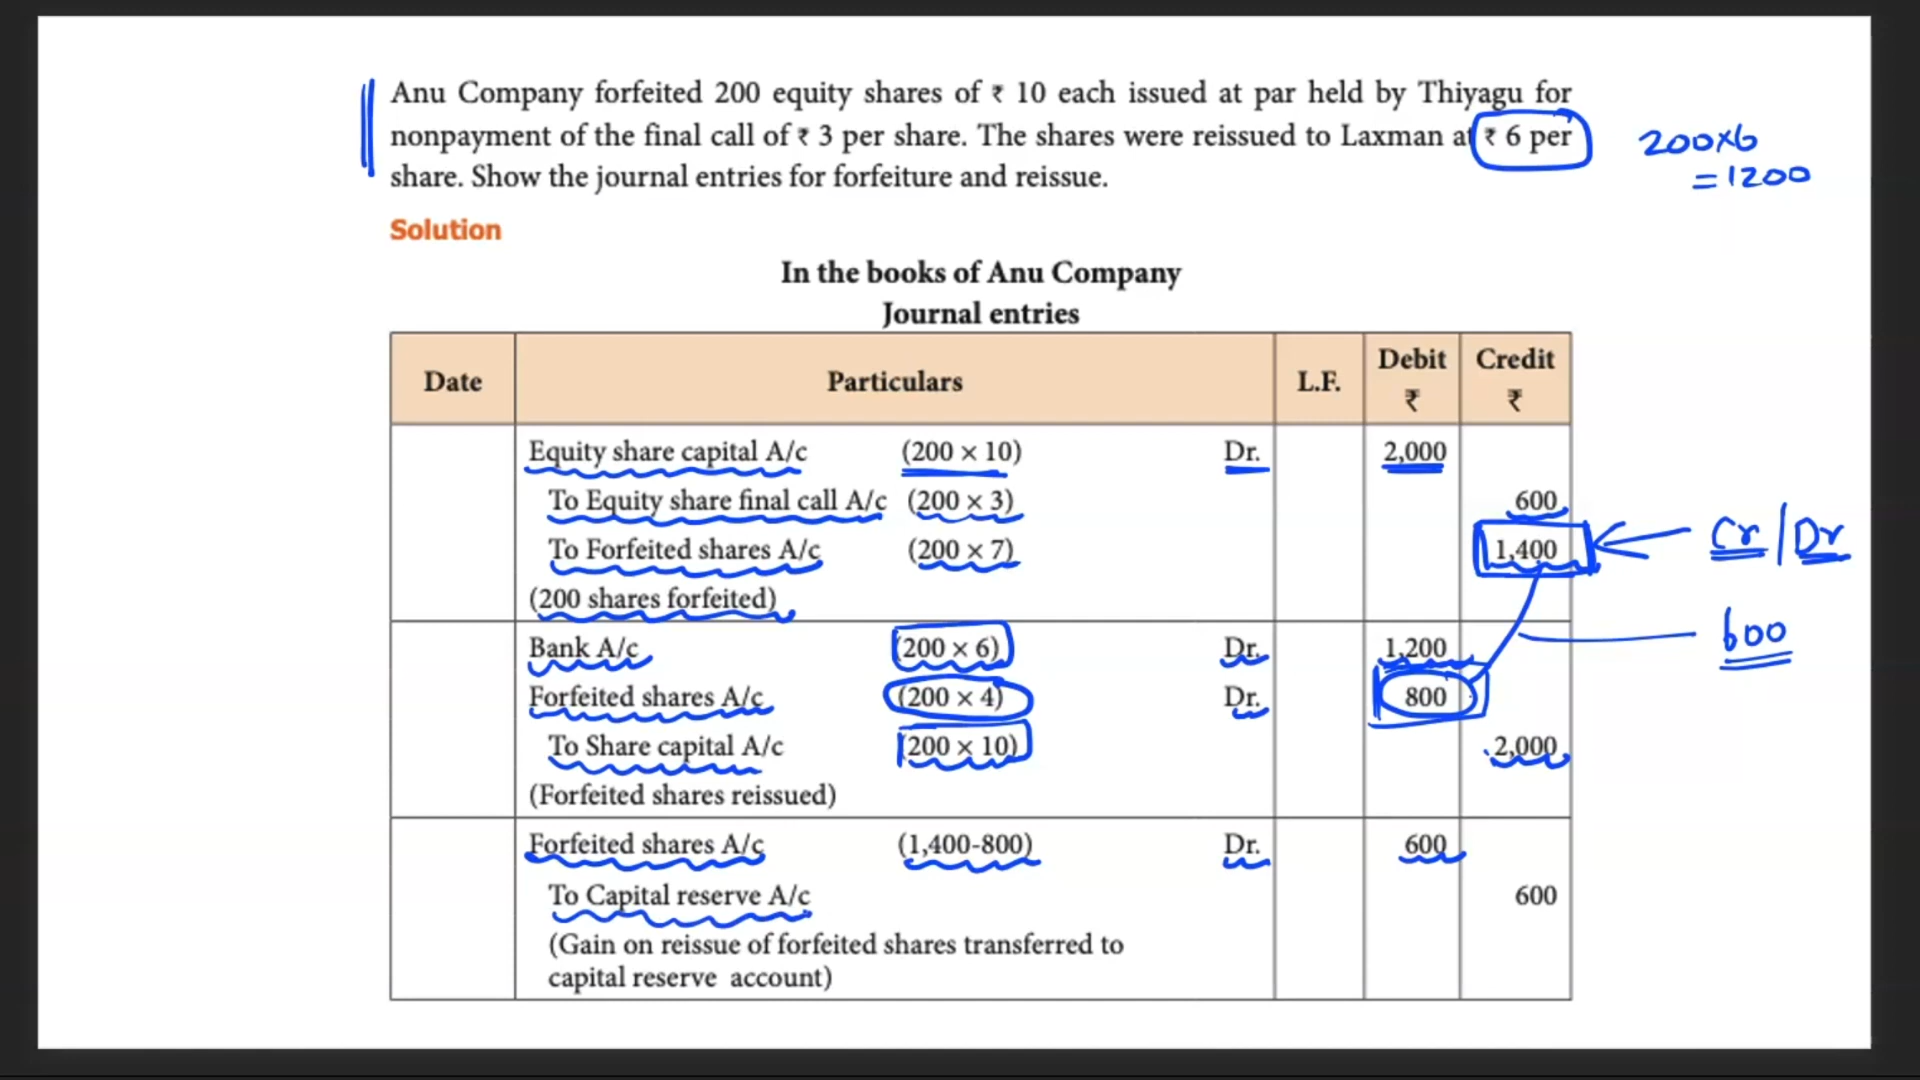 Anu Company forfeited 200 equity shares of ₹ 10 each issued at par held by Thiyagu for
nonpayment of the final call of ₹ 3 per share. The shares were reissued to Laxman at ₹ 6 per
share. Show the journal entries for forfeiture and reissue.
200×6
=1200
Solution
In the books of Anu Company
Journal entries
Date Particulars L.F. Debit ₹ Credit ₹
Equity share capital A/c (200 × 10) Dr. 2,000
To Equity share final call A/c (200 × 3) 600
To Forfeited shares A/c (200 × 7) 1,400
Cr/Dr
(200 shares forfeited)
600
Bank A/c (200 × 6) Dr. 1,200
Forfeited shares A/c (200 × 4) Dr. 800
To Share capital A/c (200 × 10) 2,000
(Forfeited shares reissued)
Forfeited shares A/c (1,400-800) Dr. 600
To Capital reserve A/c 600
(Gain on reissue of forfeited shares transferred to
capital reserve account)